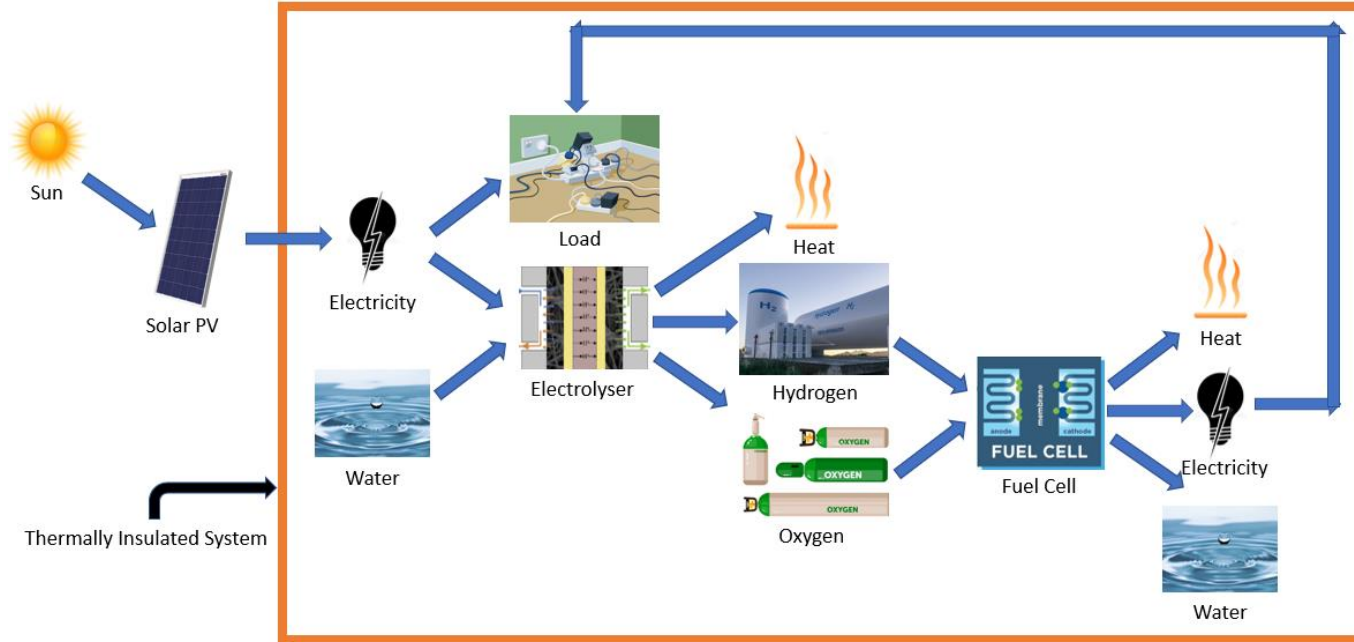 Sun
Solar PV
Thermally Insulated System
Electricity
Water
Load
Electrolyser
Heat
H2
Hydrogen
OXYGEN
OXYGEN
OXYGEN
Oxygen
anode
membrane
cathode
FUEL CELL
Fuel Cell
Heat
Electricity
Water